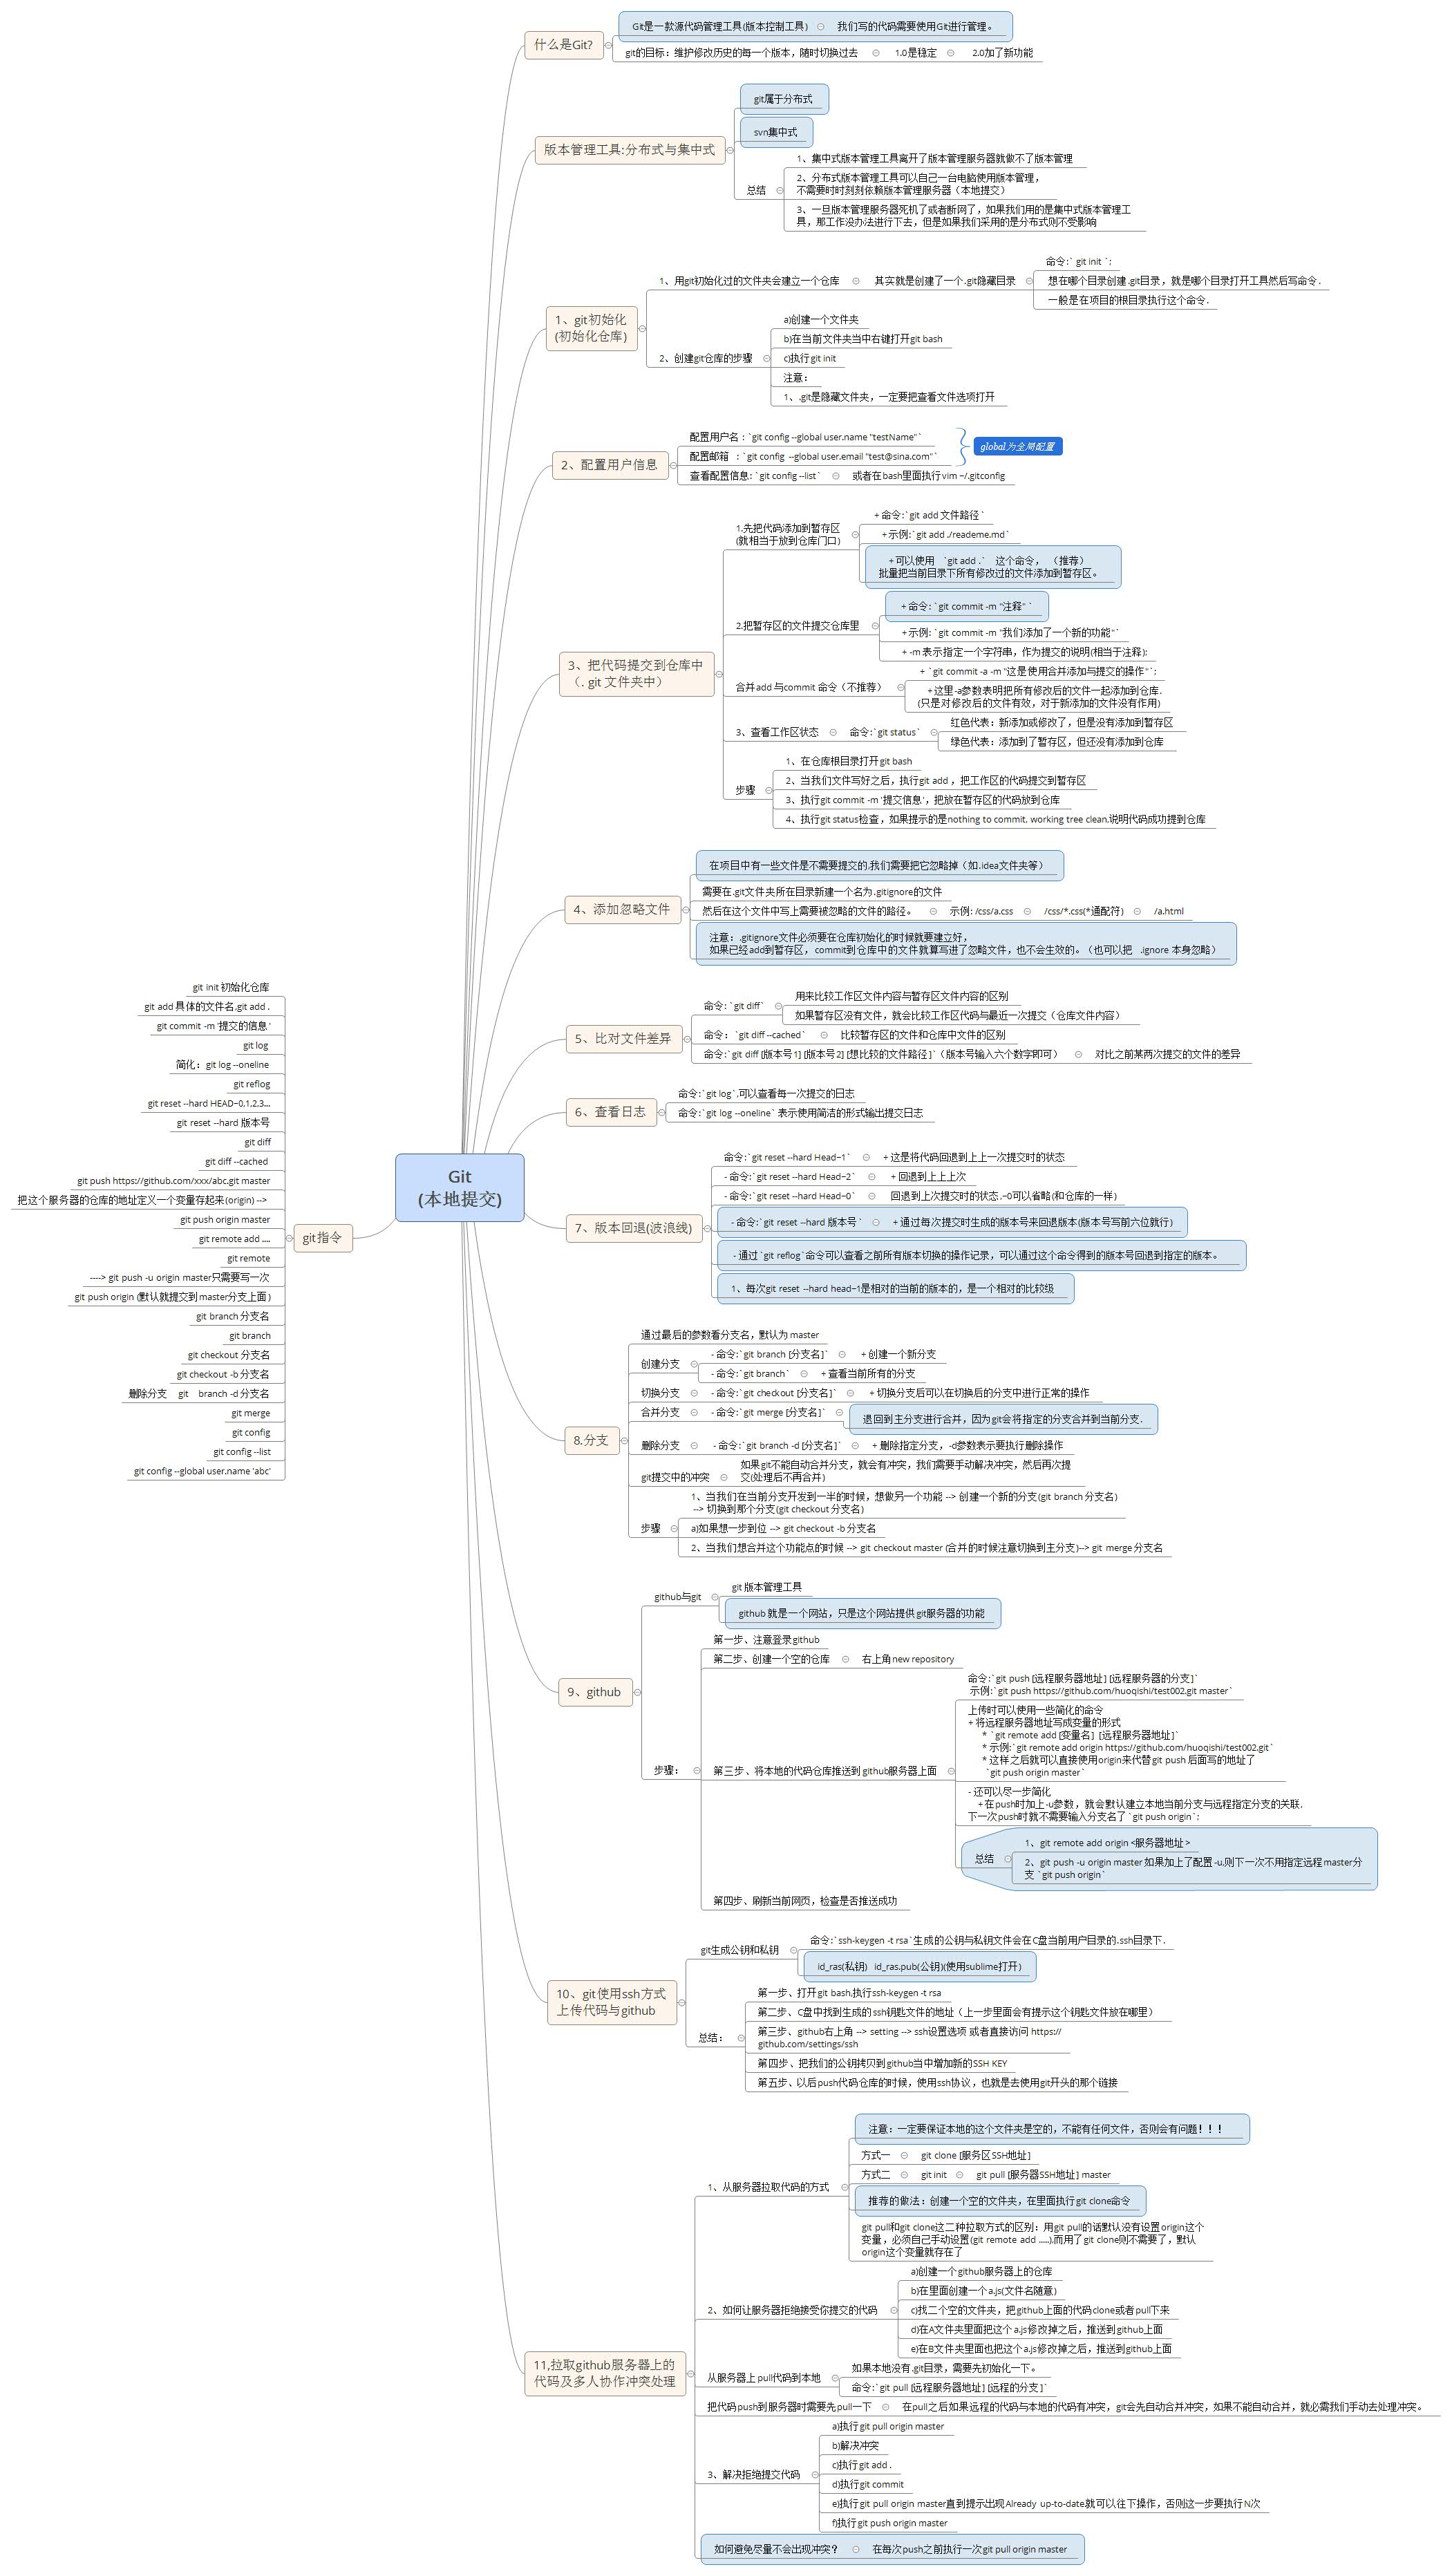 什么是Git?
Git是一款源代码管理工具(版本控制工具)
我们写的代码需要使用Git进行管理。
git的目标：维护修改历史的每一个版本，随时切换过去
1.0是稳定
2.0加了新功能
版本管理工具:分布式与集中式
git属于分布式
svn集中式
总结
1、集中式版本管理工具离开了版本管理服务器就做不了版本管理
2、分布式版本管理工具可以自己一台电脑使用版本管理，
不需要时时刻刻依赖版本管理服务器（本地提交）
3、一旦版本管理服务器死机了或者断网了，如果我们用的是集中式版本管理工
具，那工作没办法进行下去，但是如果我们采用的是分布式则不受影响
1、git初始化
(初始化仓库)
1、用git初始化过的文件夹会建立一个仓库
其实就是创建了一个.git隐藏目录
命令:` git init `;
想在哪个目录创建.git目录，就是哪个目录打开工具然后写命令.
一般是在项目的根目录执行这个命令.
2、创建git仓库的步骤
a)创建一个文件夹
b)在当前文件夹当中右键打开git bash
c)执行git init
注意：
1、.git是隐藏文件夹，一定要把查看文件选项打开
2、配置用户信息
配置用户名：`git config --global user.name "testName"`
配置邮箱 ：`git config --global user.email "test@sina.com"`
global为全局配置
查看配置信息: `git config --list`
或者在bash里面执行vim ~/.gitconfig
3、把代码提交到仓库中
（. git 文件夹中）
1.先把代码添加到暂存区
(就相当于放到仓库门口)
+ 命令:`git add 文件路径`
+ 示例:`git add ./reademe.md`
+ 可以使用 `git add .` 这个命令， （推荐）
批量把当前目录下所有修改过的文件添加到暂存区。
2.把暂存区的文件提交仓库里
+ 命令: `git commit -m "注释" `
+ 示例: `git commit -m "我们添加了一个新的功能"`
+ -m 表示指定一个字符串，作为提交的说明(相当于注释);
合并add 与commit 命令（不推荐）
+ `git commit -a -m "这是使用合并添加与提交的操作"`;
+ 这里-a参数表明把所有修改后的文件一起添加到仓库.
(只是对修改后的文件有效，对于新添加的文件没有作用)
3、查看工作区状态
命令:`git status`
红色代表：新添加或修改了，但是没有添加到暂存区
绿色代表：添加到了暂存区，但还没有添加到仓库
步骤
1、在仓库根目录打开git bash
2、当我们文件写好之后，执行git add ，把工作区的代码提交到暂存区
3、执行git commit -m '提交信息'，把放在暂存区的代码放到仓库
4、执行git status检查，如果提示的是nothing to commit, working tree clean,说明代码成功提到仓库
4、添加忽略文件
在项目中有一些文件是不需要提交的,我们需要把它忽略掉（如.idea文件夹等）
需要在.git文件夹所在目录新建一个名为.gitignore的文件
然后在这个文件中写上需要被忽略的文件的路径。
示例: /css/a.css
/css/*.css(*通配符)
/a.html
注意：.gitignore文件必须要在仓库初始化的时候就要建立好，
如果已经add到暂存区，commit到仓库中的文件就算写进了忽略文件，也不会生效的。（也可以把 .ignore 本身忽略）
5、比对文件差异
命令: `git diff`
用来比较工作区文件内容与暂存区文件内容的区别
如果暂存区没有文件，就会比较工作区代码与最近一次提交（仓库文件内容）
命令：`git diff --cached`
比较暂存区的文件和仓库中文件的区别
命令:`git diff [版本号1] [版本号2] [想比较的文件路径]`（版本号输入六个数字即可）
对比之前某两次提交的文件的差异
6、查看日志
命令:`git log`,可以查看每一次提交的日志
命令:`git log --oneline` 表示使用简洁的形式输出提交日志
7、版本回退(波浪线)
命令:`git reset --hard Head~1`
+ 这是将代码回退到上上一次提交时的状态
- 命令:`git reset --hard Head~2`
+ 回退到上上上次
- 命令:`git reset --hard Head~0`
回退到上次提交时的状态,~0可以省略(和仓库的一样)
- 命令:`git reset --hard 版本号`
+ 通过每次提交时生成的版本号来回退版本(版本号写前六位就行)
- 通过 `git reflog`命令可以查看之前所有版本切换的操作记录，可以通过这个命令得到的版本号回退到指定的版本。
1、每次git reset --hard head~1是相对的当前的版本的，是一个相对的比较级
8.分支
通过最后的参数看分支名，默认为 master
创建分支
- 命令:`git branch [分支名]`
+ 创建一个新分支
- 命令:`git branch`
+ 查看当前所有的分支
切换分支
- 命令:`git checkout [分支名]`
+ 切换分支后可以在切换后的分支中进行正常的操作
合并分支
- 命令:`git merge [分支名]`
退回到主分支进行合并，因为git会将指定的分支合并到当前分支.
删除分支
- 命令:`git branch -d [分支名]`
+ 删除指定分支，-d参数表示要执行删除操作
git提交中的冲突
如果git不能自动合并分支，就会有冲突，我们需要手动解决冲突，然后再次提
交(处理后不再合并)
步骤
1、当我们在当前分支开发到一半的时候，想做另一个功能 --> 创建一个新的分支(git branch 分支名)
--> 切换到那个分支(git checkout 分支名)
a)如果想一步到位 --> git checkout -b 分支名
2、当我们想合并这个功能点的时候 --> git checkout master (合并的时候注意切换到主分支)--> git merge 分支名
9、github
github与git
git 版本管理工具
github 就是一个网站，只是这个网站提供git服务器的功能
步骤：
第一步、注意登录github
第二步、创建一个空的仓库
右上角new repository
第三步、将本地的代码仓库推送到 github服务器上面
命令:`git push [远程服务器地址] [远程服务器的分支]`
示例:`git push https://github.com/huoqishi/test002.git master`
上传时可以使用一些简化的命令
+ 将远程服务器地址写成变量的形式
* `git remote add [变量名] [远程服务器地址]`
* 示例:`git remote add origin https://github.com/huoqishi/test002.git`
* 这样之后就可以直接使用origin来代替git push 后面写的地址了
`git push origin master`
- 还可以尽一步简化
+ 在push时加上-u参数，就会默认建立本地当前分支与远程指定分支的关联,
下一次push时就不需要输入分支名了 `git push origin`;
总结
1、git remote add origin <服务器地址>
2、git push -u origin master 如果加上了配置 -u,则下一次不用指定远程master分
支 `git push origin`
第四步、刷新当前网页，检查是否推送成功
10、git使用ssh方式
上传代码与github
git生成公钥和私钥
命令:`ssh-keygen -t rsa`生成的公钥与私钥文件会在C盘当前用户目录的.ssh目录下.
id_ras(私钥) id_ras.pub(公钥)(使用sublime打开)
总结：
第一步、打开git bash,执行ssh-keygen -t rsa
第二步、C盘中找到生成的 ssh钥匙文件的地址（上一步里面会有提示这个钥匙文件放在哪里）
第三步、github右上角 --> setting --> ssh设置选项 或者直接访问 https://
github.com/settings/ssh
第四步、把我们的公钥拷贝到github当中增加新的SSH KEY
第五步、以后push代码仓库的时候，使用ssh协议，也就是去使用git开头的那个链接
11,拉取github服务器上的
代码及多人协作冲突处理
1、从服务器拉取代码的方式
注意：一定要保证本地的这个文件夹是空的，不能有任何文件，否则会有问题！！！
方式一
git clone [服务区SSH地址]
方式二
git init
git pull [服务器SSH地址] master
推荐的做法：创建一个空的文件夹，在里面执行git clone命令
git pull和git clone这二种拉取方式的区别：用git pull的话默认没有设置origin这个
变量，必须自己手动设置(git remote add .....),而用了git clone则不需要了，默认
origin这个变量就存在了
2、如何让服务器拒绝接受你提交的代码
a)创建一个github服务器上的仓库
b)在里面创建一个a.js(文件名随意)
c)找二个空的文件夹，把github上面的代码clone或者pull下来
d)在A文件夹里面把这个a.js修改掉之后，推送到github上面
e)在B文件夹里面也把这个a.js修改掉之后，推送到github上面
从服务器上 pull代码到本地
如果本地没有.git目录，需要先初始化一下。
命令:`git pull [远程服务器地址] [远程的分支]`
把代码push到服务器时需要先pull一下
在pull之后如果远程的代码与本地的代码有冲突，git会先自动合并冲突，如果不能自动合并，就必需我们手动去处理冲突。
3、解决拒绝提交代码
a)执行git pull origin master
b)解决冲突
c)执行git add .
d)执行git commit
e)执行git pull origin master直到提示出现Already up-to-date.就可以往下操作，否则这一步要执行N次
f)执行git push origin master
如何避免尽量不会出现冲突？
在每次push之前执行一次git pull origin master
Git
(本地提交)
git指令
git init 初始化仓库
git add 具体的文件名,git add .
git commit -m '提交的信息'
git log
简化：git log --oneline
git reflog
git reset --hard HEAD~0,1,2,3...
git reset --hard 版本号
git diff
git diff --cached
git push https://github.com/xxx/abc.git master
把这个服务器的仓库的地址定义一个变量存起来(origin) -->
git push origin master
git remote add ....
git remote
----> git push -u origin master只需要写一次
git push origin (默认就提交到master分支上面)
git branch 分支名
git branch
git checkout 分支名
git checkout -b 分支名
删除分支 git branch -d 分支名
git merge
git config
git config --list
git config --global user.name 'abc'